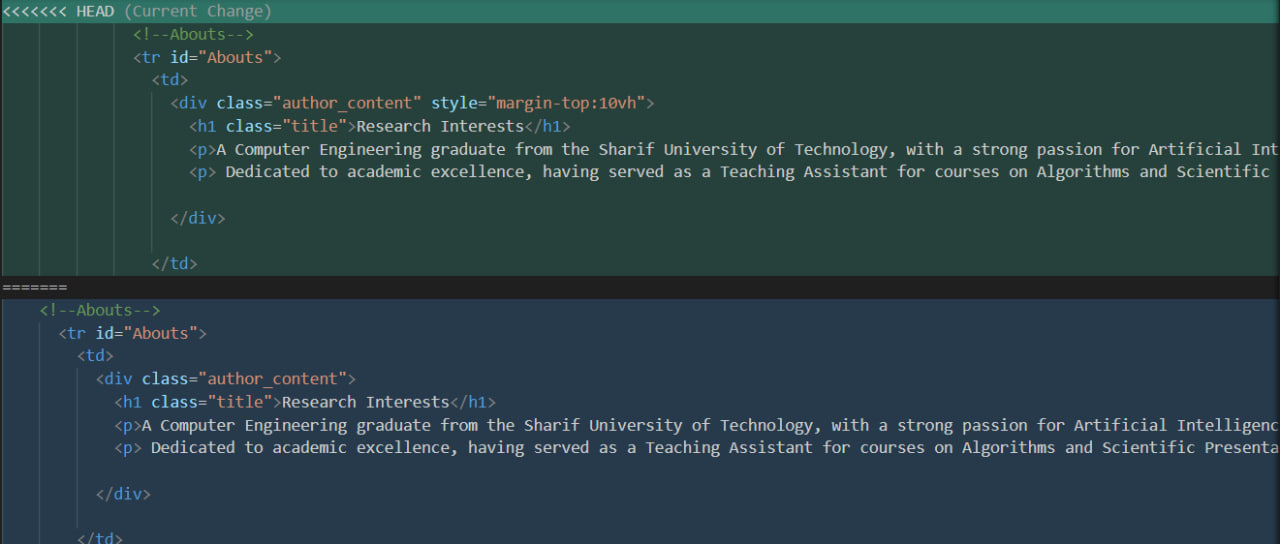 <<<<<<< HEAD (Current Change)
<!--Abouts-->
<tr id="Abouts">
<td>
<div class="author_content" style="margin-top:10vh">
<h1 class="title">Research Interests</h1>
<p>A Computer Engineering graduate from the Sharif University of Technology, with a strong passion for Artificial Int
<p> Dedicated to academic excellence, having served as a Teaching Assistant for courses on Algorithms and Scientific
</div>
</td>
=======
<!--Abouts-->
<tr id="Abouts">
<td>
<div class="author_content">
<h1 class="title">Research Interests</h1>
<p>A Computer Engineering graduate from the Sharif University of Technology, with a strong passion for Artificial Intelligenc
<p> Dedicated to academic excellence, having served as a Teaching Assistant for courses on Algorithms and Scientific Presenta
</div>
</td>